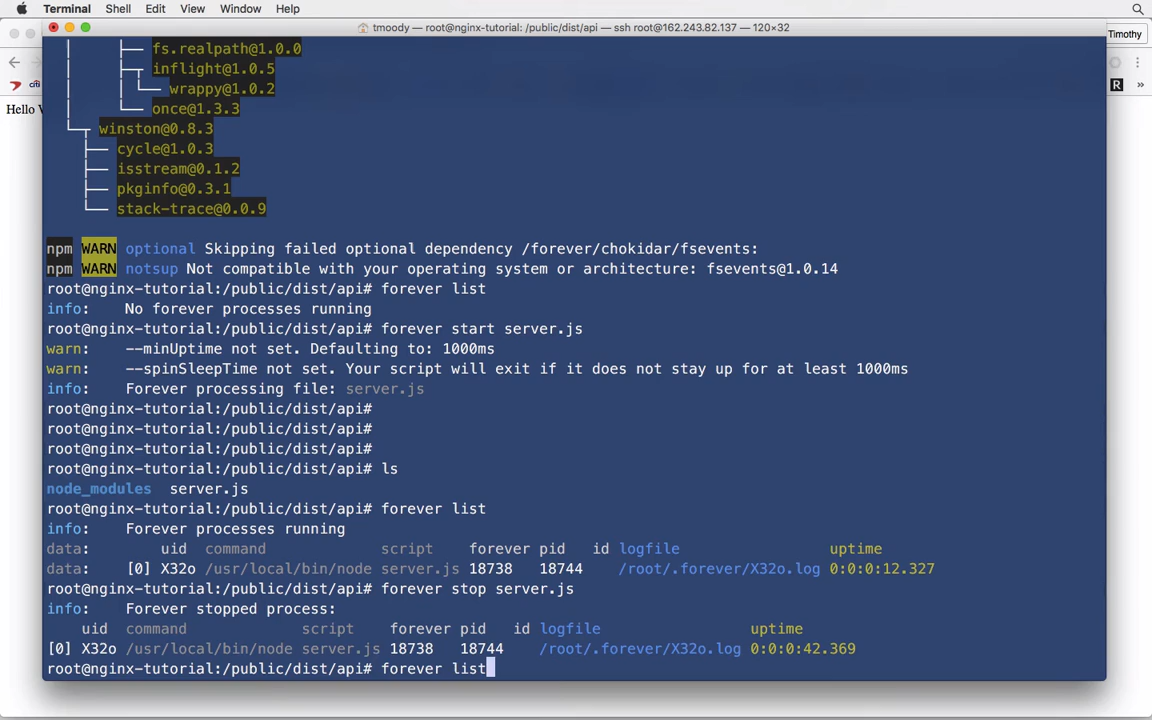 Terminal Shell Edit View Window Help
tmoody — root@nginx-tutorial: /public/dist/api — ssh root@162.243.82.137 — 120×32
Timothy
citi
R »
Hello
fs.realpath@1.0.0
inflight@1.0.5
wrappy@1.0.2
once@1.3.3
winston@0.8.3
cycle@1.0.3
isstream@0.1.2
pkginfo@0.3.1
stack-trace@0.0.9
npm WARN optional Skipping failed optional dependency /forever/chokidar/fsevents:
npm WARN notsup Not compatible with your operating system or architecture: fsevents@1.0.14
root@nginx-tutorial:/public/dist/api# forever list
info: No forever processes running
root@nginx-tutorial:/public/dist/api# forever start server.js
warn: --minUptime not set. Defaulting to: 1000ms
warn: --spinSleepTime not set. Your script will exit if it does not stay up for at least 1000ms
info: Forever processing file: server.js
root@nginx-tutorial:/public/dist/api#
root@nginx-tutorial:/public/dist/api#
root@nginx-tutorial:/public/dist/api#
root@nginx-tutorial:/public/dist/api# ls
node_modules server.js
root@nginx-tutorial:/public/dist/api# forever list
info: Forever processes running
data: uid command script forever pid id logfile uptime
data: [0] X32o /usr/local/bin/node server.js 18738 18744 /root/.forever/X32o.log 0:0:0:12.327
root@nginx-tutorial:/public/dist/api# forever stop server.js
info: Forever stopped process:
uid command script forever pid id logfile uptime
[0] X32o /usr/local/bin/node server.js 18738 18744 /root/.forever/X32o.log 0:0:0:42.369
root@nginx-tutorial:/public/dist/api# forever list